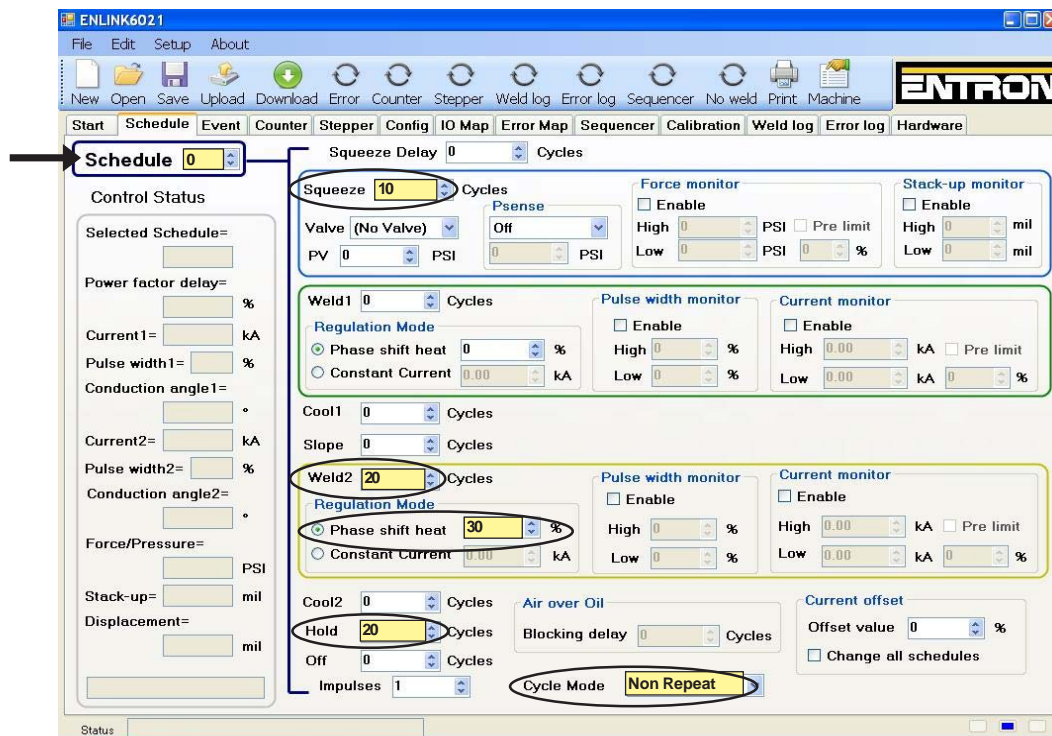 ENLINK6021
File Edit Setup About
New Open Save Upload Download Error Counter Stepper Weld log Error log Sequencer No weld Print Machine
ENTRON
Start Schedule Event Counter Stepper Config IO Map Error Map Sequencer Calibration Weld log Error log Hardware
Schedule 0
Control Status
Selected Schedule=
Power factor delay=
%
Current1= kA
Pulse width1= %
Conduction angle1=
°
Current2= kA
Pulse width2= %
Conduction angle2=
°
Force/Pressure=
PSI
Stack-up= mil
Displacement=
mil
Squeeze Delay 0 Cycles
Squeeze 10 Cycles
Valve (No Valve)
PV 0 PSI
Psense
Off
0 PSI
Force monitor
Enable
High 0 PSI Pre limit
Low 0 PSI 0 %
Stack-up monitor
Enable
High 0 mil
Low 0 mil
Weld1 0 Cycles
Regulation Mode
Phase shift heat 0 %
Constant Current 0.00 kA
Pulse width monitor
Enable
High 0 %
Low 0 %
Current monitor
Enable
High 0.00 kA Pre limit
Low 0.00 kA 0 %
Cool1 0 Cycles
Slope 0 Cycles
Weld2 20 Cycles
Regulation Mode
Phase shift heat 30 %
Constant Current 0.00 kA
Pulse width monitor
Enable
High 0 %
Low 0 %
Current monitor
Enable
High 0.00 kA Pre limit
Low 0.00 kA 0 %
Cool2 0 Cycles
Hold 20 Cycles
Off 0 Cycles
Impulses 1
Air over Oil
Blocking delay 0 Cycles
Cycle Mode Non Repeat
Current offset
Offset value 0 %
Change all schedules
Status